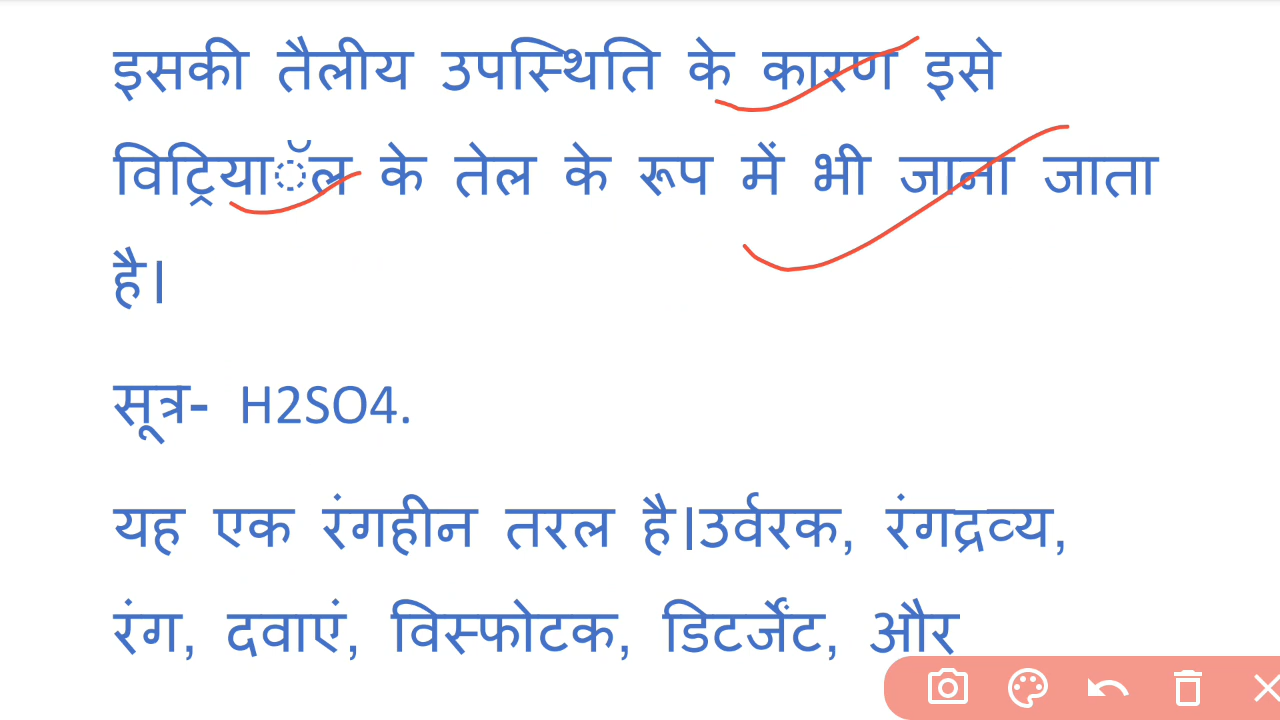 इसकी तैलीय उपस्थिति के कारण इसे
विट्रियाॅल के तेल के रूप में भी जाना जाता
है।
सूत्र- H2SO4.
यह एक रंगहीन तरल है।उर्वरक, रंगद्रव्य,
रंग, दवाएं, विस्फोटक, डिटर्जेंट, और